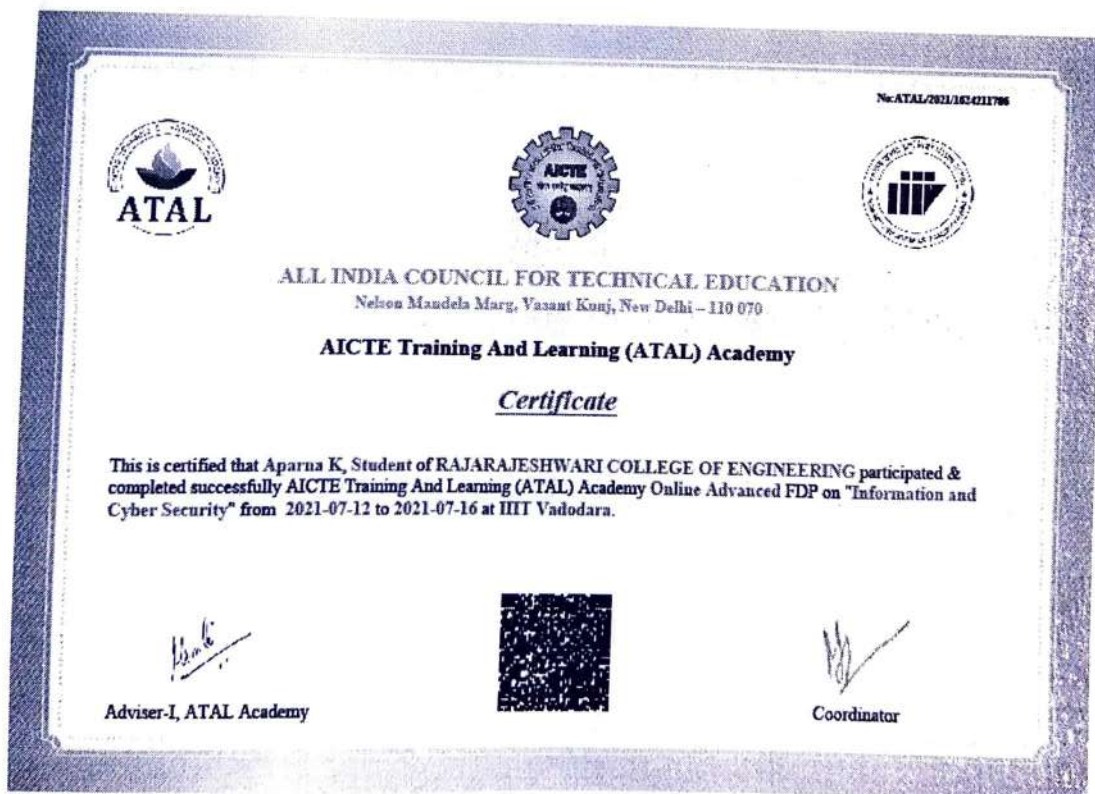 No:ATAL/2021/1624211706
ATAL
AICTE
ALL INDIA COUNCIL FOR TECHNICAL EDUCATION
Nelson Mandela Marg, Vasant Kunj, New Delhi – 110 070
AICTE Training And Learning (ATAL) Academy
Certificate
This is certified that Aparna K, Student of RAJARAJESHWARI COLLEGE OF ENGINEERING participated &
completed successfully AICTE Training And Learning (ATAL) Academy Online Advanced FDP on "Information and
Cyber Security" from 2021-07-12 to 2021-07-16 at IIIT Vadodara.
Adviser-I, ATAL Academy
Coordinator